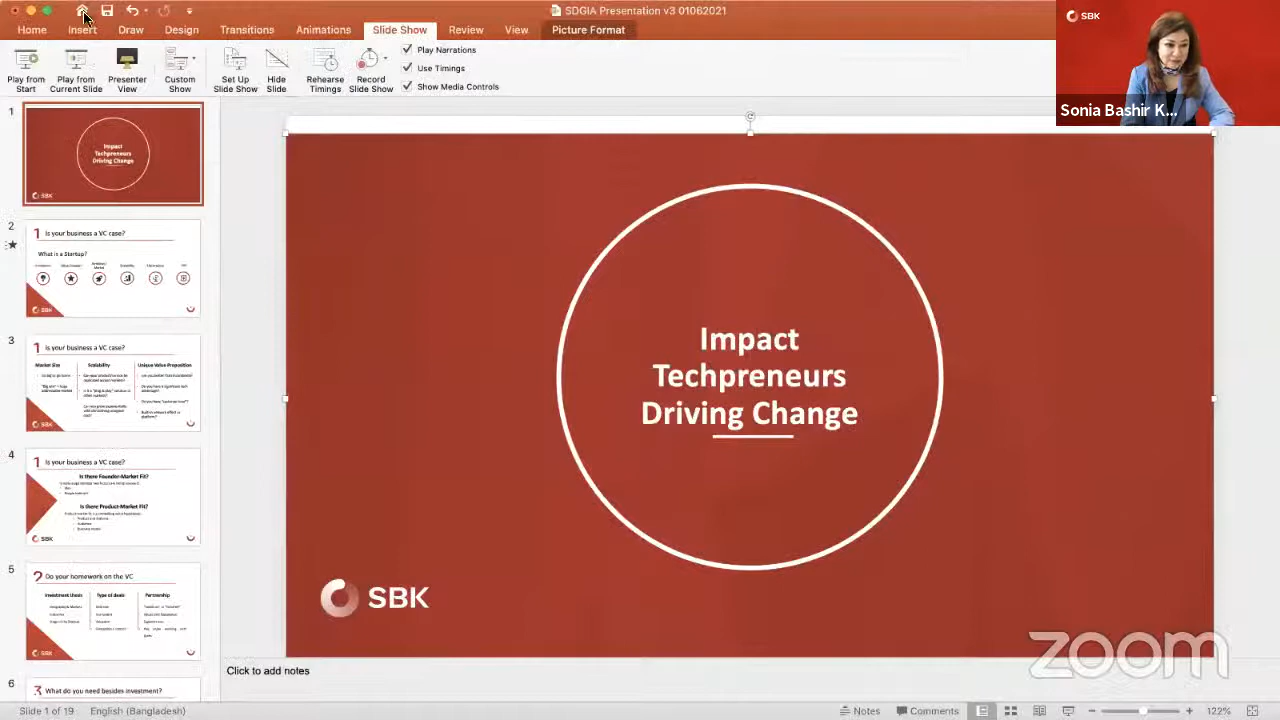 SDGIA Presentation v3 01062021
Home Insert Draw Design Transitions Animations Slide Show Review View Picture Format
Play from Start
Play from Current Slide
Presenter View
Custom Show
Set Up Slide Show
Hide Slide
Rehearse Timings
Record Slide Show
Play Narrations
Use Timings
Show Media Controls
SBK
Sonia Bashir K...
1
Impact
Techpreneurs
Driving Change
SBK
2
1 Is your business a VC case?
What is a Startup?
SBK
3
1 Is your business a VC case?
Market Size Scalability Unique Value Proposition
SBK
4
1 Is your business a VC case?
Is there Founder-Market Fit?
Is there Product-Market Fit?
SBK
5
2 Do your homework on the VC
Investment thesis Type of deals Partnership
SBK
6
3 What do you need besides investment?
Impact
Techpreneurs
Driving Change
SBK
zoom
Click to add notes
Slide 1 of 19 English (Bangladesh)
Notes Comments 122%